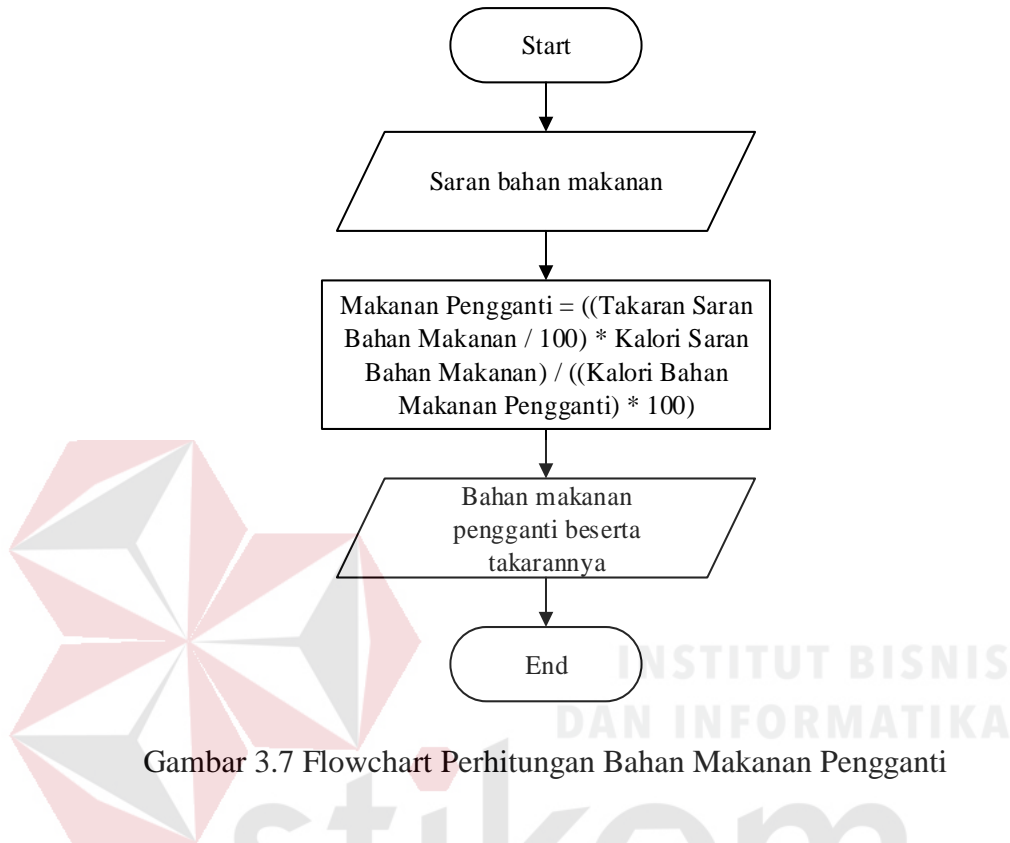 Start
Saran bahan makanan
Makanan Pengganti = ((Takaran Saran
Bahan Makanan / 100) * Kalori Saran
Bahan Makanan) / ((Kalori Bahan
Makanan Pengganti) * 100)
Bahan makanan
pengganti beserta
takarannya
End
INSTITUT BISNIS
DAN INFORMATIKA
Gambar 3.7 Flowchart Perhitungan Bahan Makanan Pengganti
stikom